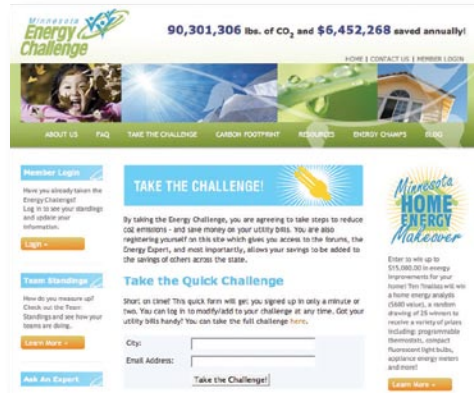 Minnesota
Energy
Challenge
90,301,306 lbs. of CO2 and $6,452,268 saved annually!
HOME | CONTACT US | MEMBER LOGIN
ABOUT US FAQ TAKE THE CHALLENGE CARBON FOOTPRINT RESOURCES ENERGY CHAMPS BLOG
Member Login
Have you already taken the
Energy Challenge?
Log in to see your standings
and update your
information.
Login »
Team Standings
How do you measure up?
Check out the Team
Standings and see how your
teams are doing.
Learn More »
Ask An Expert
TAKE THE CHALLENGE!
By taking the Energy Challenge, you are agreeing to take steps to reduce
co2 emissions - and save money on your utility bills. You are also
registering yourself on this site which gives you access to the forums, the
Energy Expert, and most importantly, allows your savings to be added to
the savings of others across the state.
Take the Quick Challenge
Short on time? This quick form will get you signed up in only a minute or
two. You can log in to modify/add to your challenge at any time. Got your
utility bills handy? You can take the full challenge here.
City:
Email Address:
Take the Challenge!
Minnesota
HOME
ENERGY
Makeover
Enter to win up to
$15,000.00 in energy
improvements for your
home! Ten finalists will win
a home energy analysis
($680 value), a random
drawing of 25 winners to
receive a variety of prizes
including: programmable
thermostats, compact
fluorescent light bulbs,
appliance energy meters
and more!
Learn More »